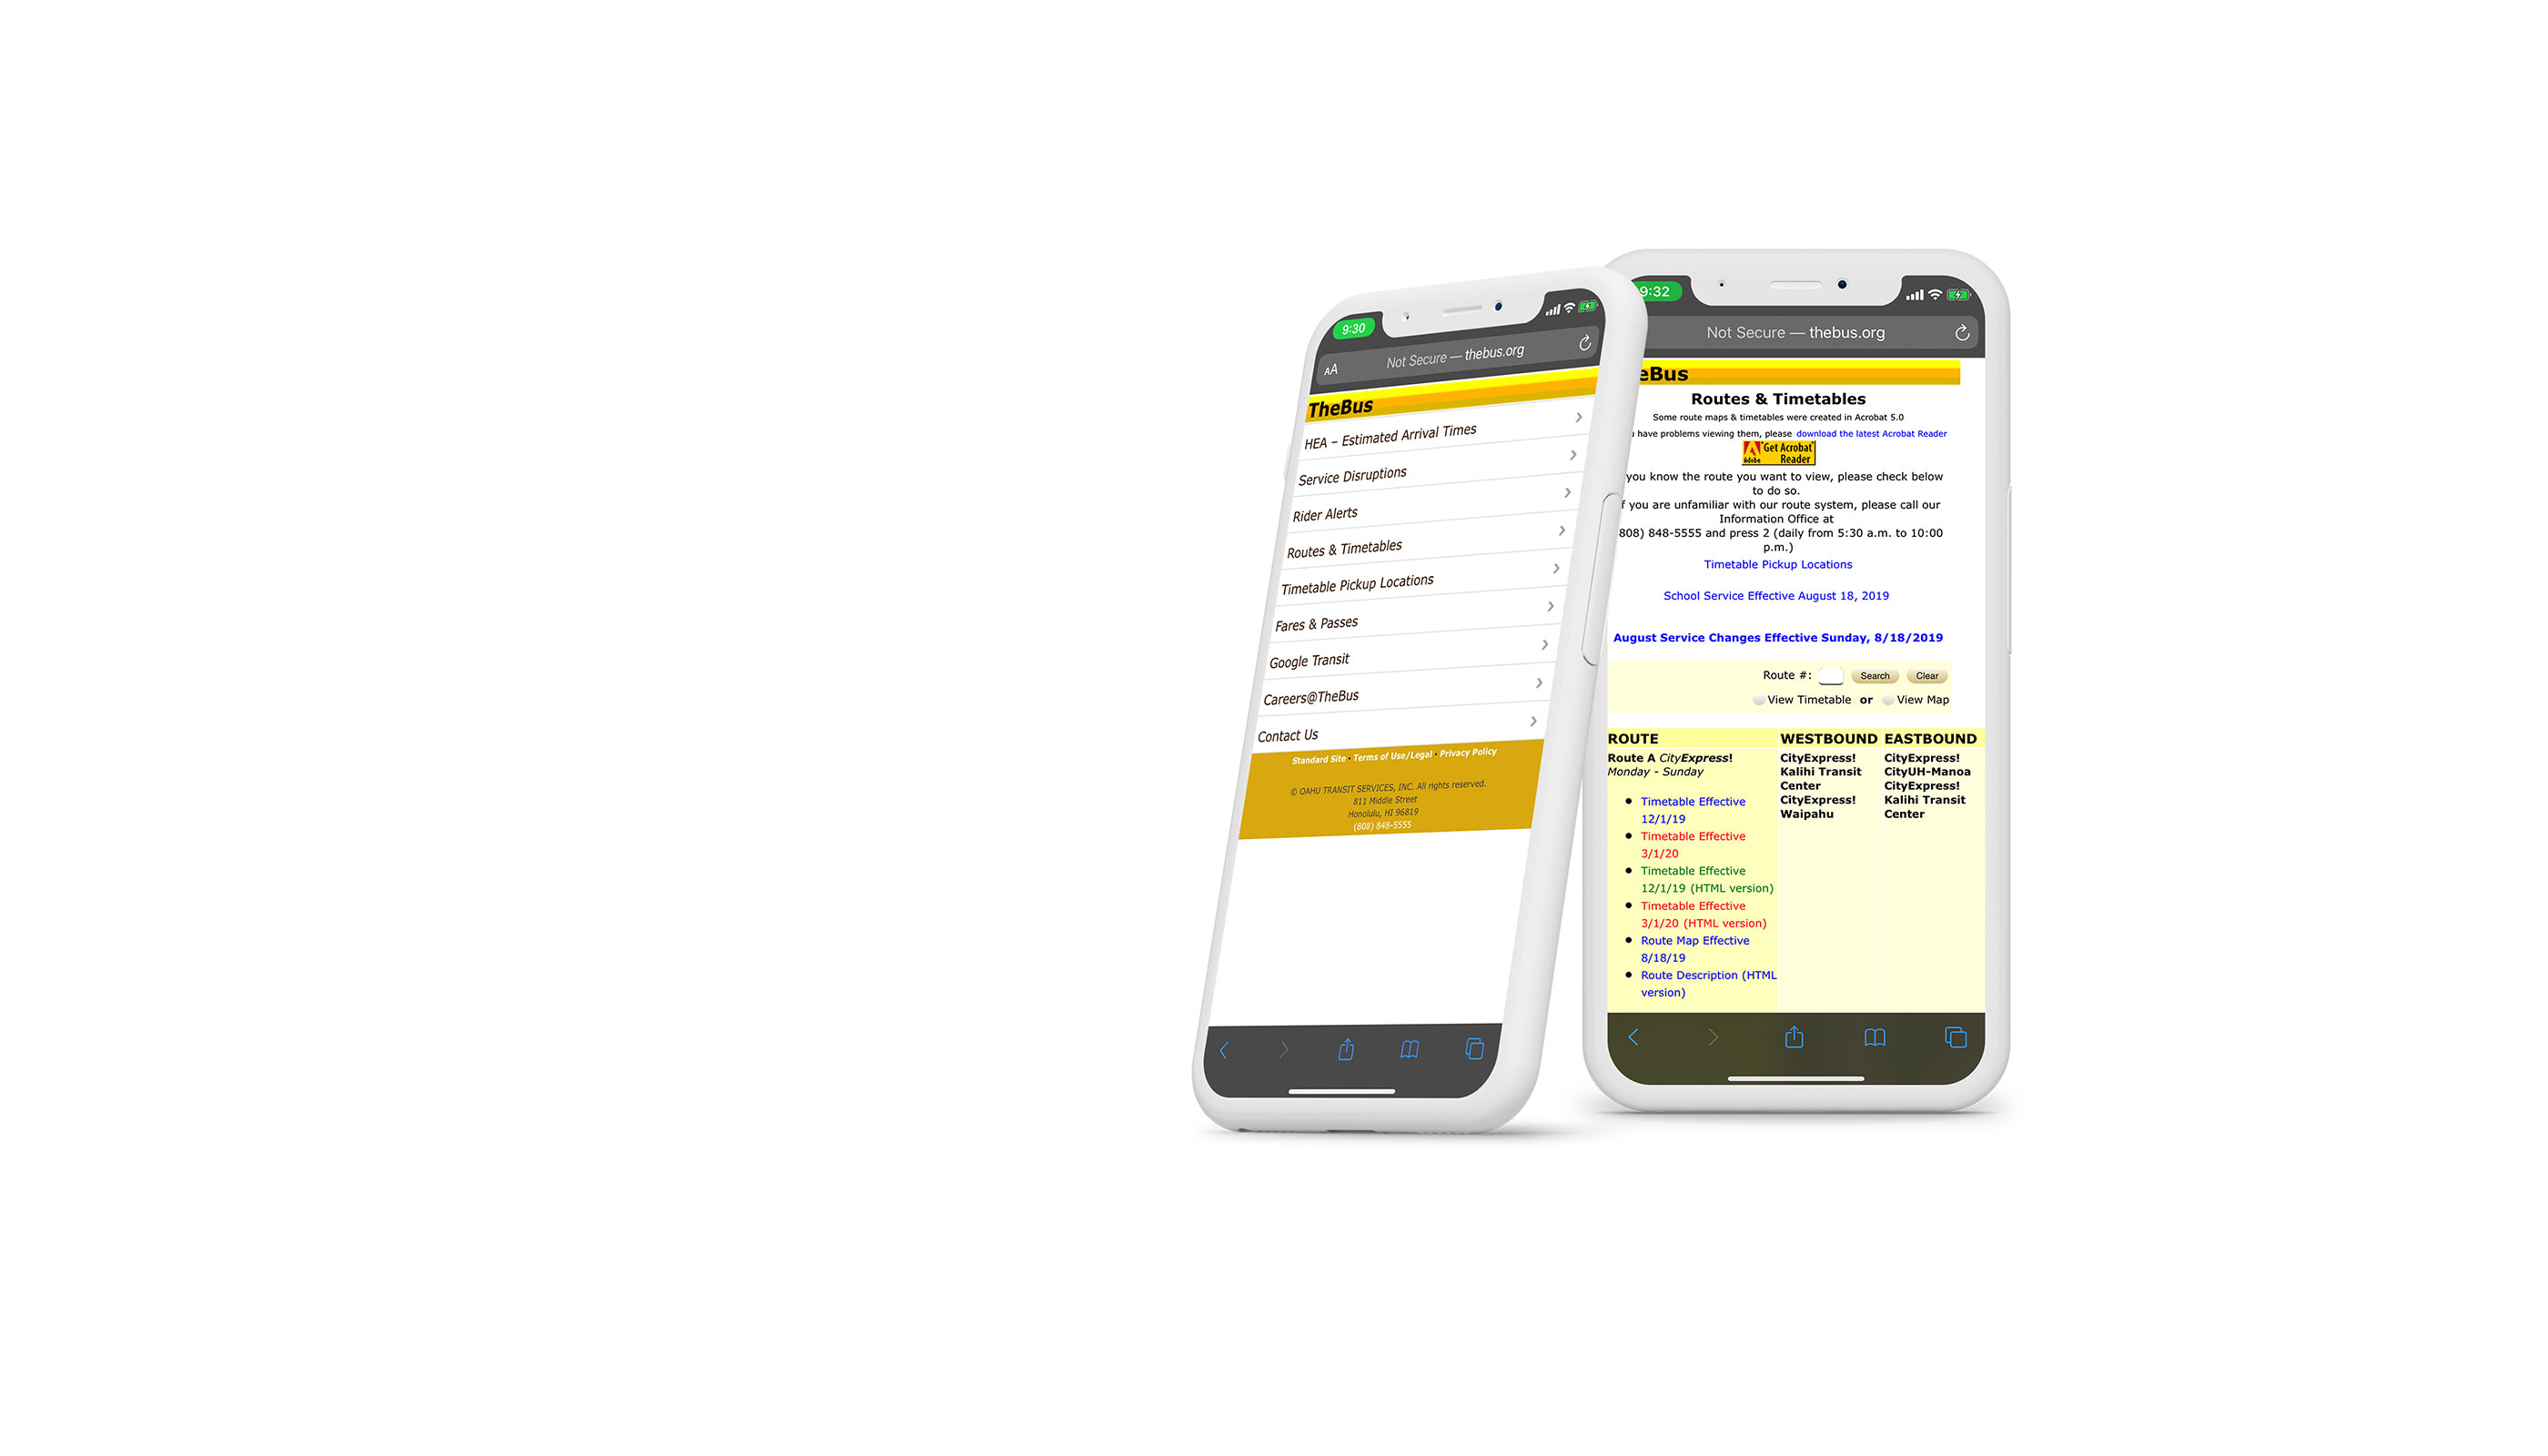 9:30
AA Not Secure — thebus.org
TheBus
HEA – Estimated Arrival Times
Service Disruptions
Rider Alerts
Routes & Timetables
Timetable Pickup Locations
Fares & Passes
Google Transit
Careers@TheBus
Contact Us
Standard Site • Terms of Use/Legal • Privacy Policy
© OAHU TRANSIT SERVICES, INC. All rights reserved.
811 Middle Street
Honolulu, HI 96819
(808) 848-5555
9:32
Not Secure — thebus.org
eBus
Routes & Timetables
Some route maps & timetables were created in Acrobat 5.0
have problems viewing them, please download the latest Acrobat Reader
Adobe Get Acrobat
Reader
you know the route you want to view, please check below
to do so.
f you are unfamiliar with our route system, please call our
Information Office at
808) 848-5555 and press 2 (daily from 5:30 a.m. to 10:00
p.m.)
Timetable Pickup Locations
School Service Effective August 18, 2019
August Service Changes Effective Sunday, 8/18/2019
Route #: Search Clear
View Timetable or View Map
ROUTE WESTBOUND EASTBOUND
Route A CityExpress!
Monday - Sunday
Timetable Effective
12/1/19
Timetable Effective
3/1/20
Timetable Effective
12/1/19 (HTML version)
Timetable Effective
3/1/20 (HTML version)
Route Map Effective
8/18/19
Route Description (HTML
version)
CityExpress!
Kalihi Transit
Center
CityExpress!
Waipahu
CityExpress!
CityUH-Manoa
CityExpress!
Kalihi Transit
Center